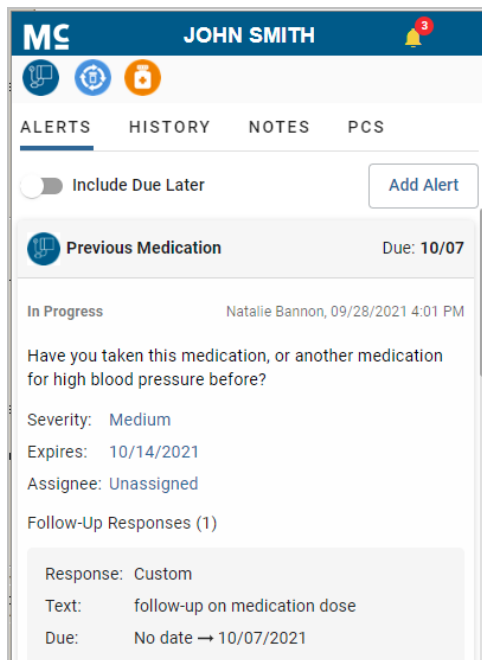 MC JOHN SMITH 3
ALERTS HISTORY NOTES PCS
Include Due Later Add Alert
Previous Medication Due: 10/07
In Progress Natalie Bannon, 09/28/2021 4:01 PM
Have you taken this medication, or another medication
for high blood pressure before?
Severity: Medium
Expires: 10/14/2021
Assignee: Unassigned
Follow-Up Responses (1)
Response: Custom
Text: follow-up on medication dose
Due: No date → 10/07/2021